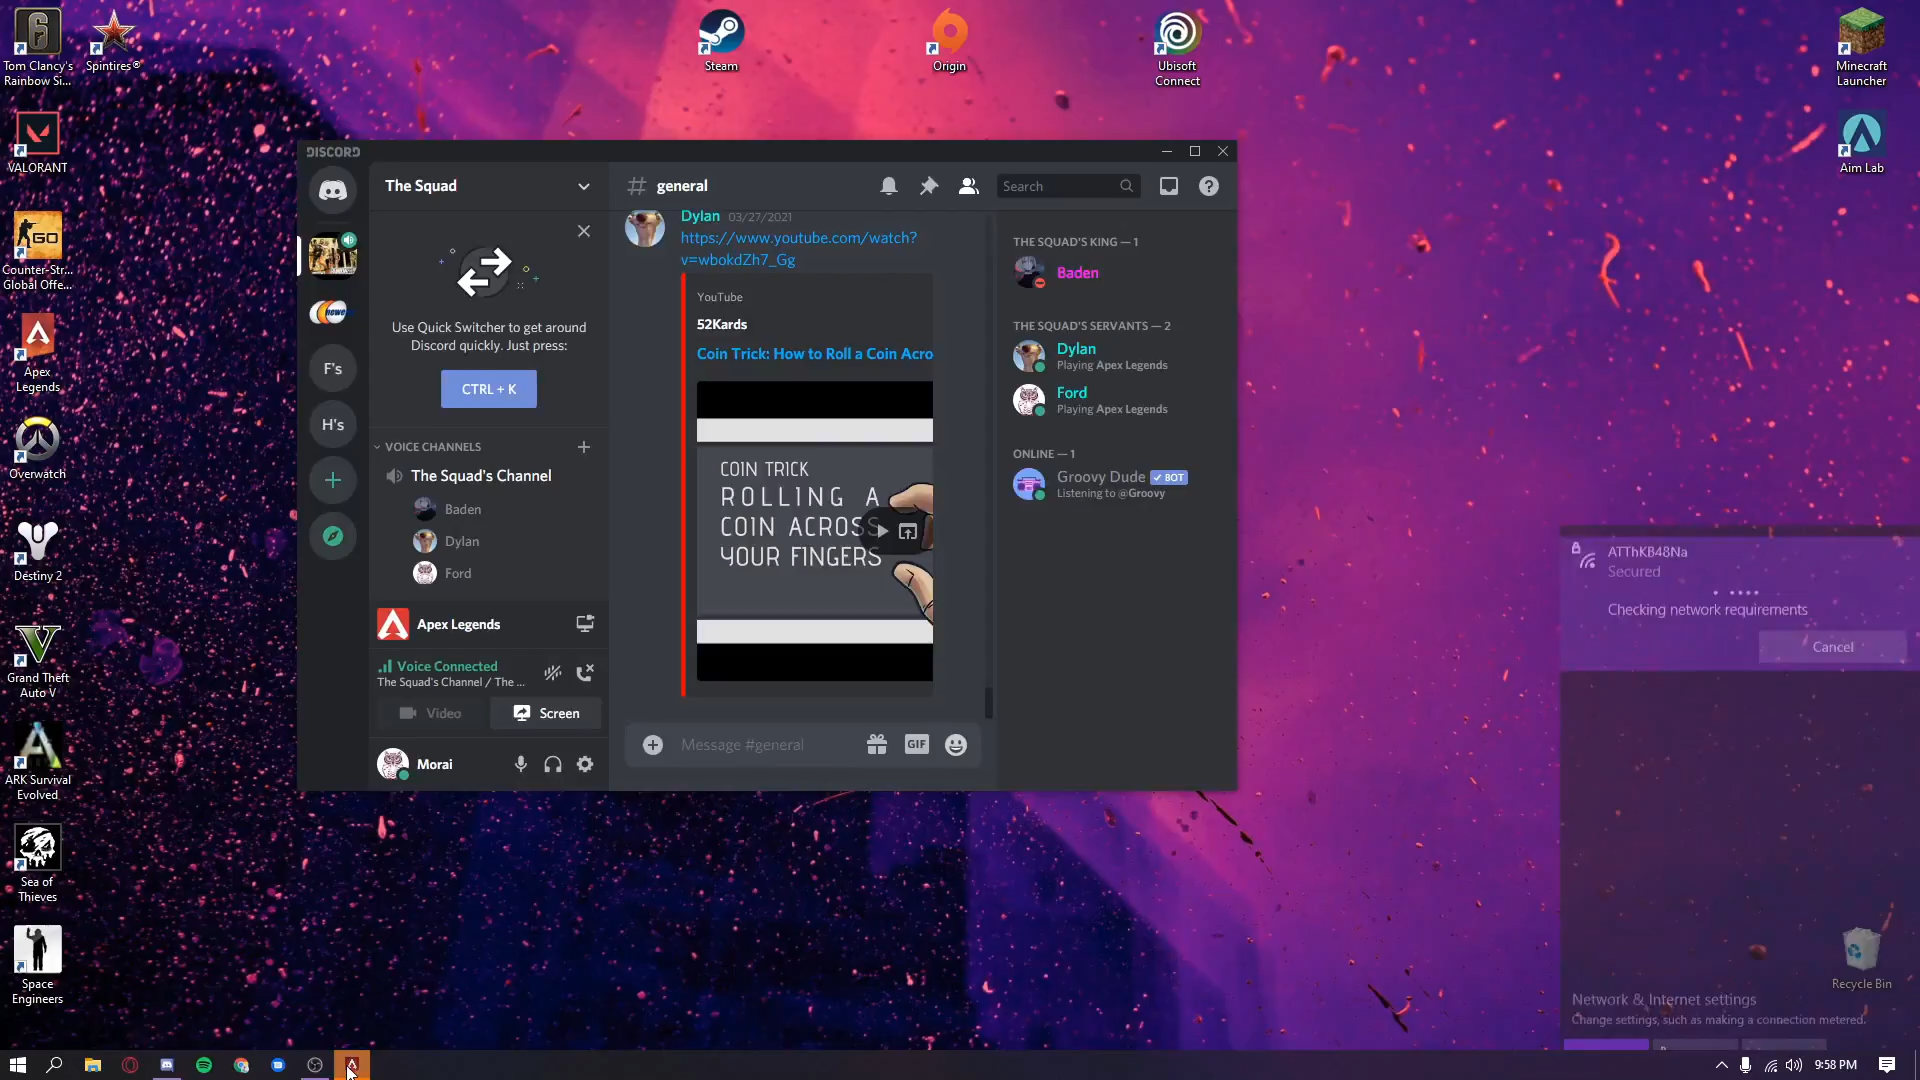 Tom Clancy's
Rainbow Si...
Spintires®
Steam
Origin
Ubisoft
Connect
Minecraft
Launcher
VALORANT
Aim Lab
Counter-Str...
Global Offe...
Apex
Legends
Overwatch
Destiny 2
Grand Theft
Auto V
ARK Survival
Evolved
Sea of
Thieves
Space
Engineers
DISCORD
F's
H's
The Squad
Use Quick Switcher to get around
Discord quickly. Just press:
CTRL + K
VOICE CHANNELS
The Squad's Channel
Baden
Dylan
Ford
Apex Legends
Voice Connected
The Squad's Channel / The ...
Video
Screen
Morai
general
Search
Dylan 03/27/2021
https://www.youtube.com/watch?
v=wbokdZh7_Gg
YouTube
52Kards
Coin Trick: How to Roll a Coin Acro
COIN TRICK
ROLLING A
COIN ACROSS
YOUR FINGERS
Message #general
GIF
THE SQUAD'S KING — 1
Baden
THE SQUAD'S SERVANTS — 2
Dylan
Playing Apex Legends
Ford
Playing Apex Legends
ONLINE — 1
Groovy Dude BOT
Listening to @Groovy
ATThKB48Na
Secured
Checking network requirements
Cancel
Recycle Bin
Network & Internet settings
Change settings, such as making a connection metered.
9:58 PM